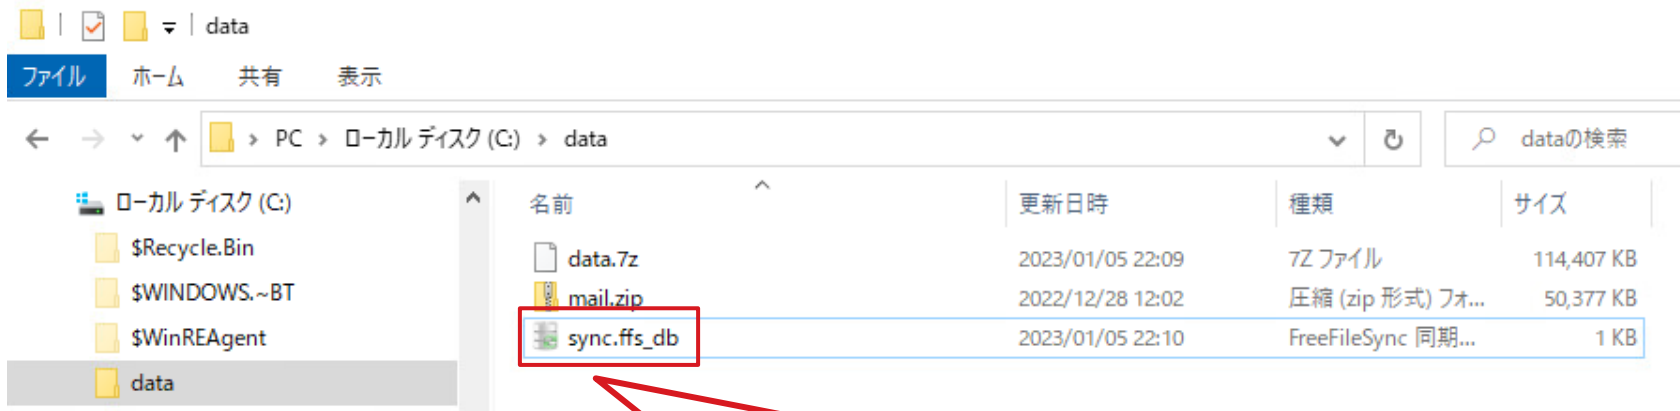 data
ファイル ホーム 共有 表示
PC > ローカル ディスク (C:) > data dataの検索
ローカル ディスク (C:)
$Recycle.Bin
$WINDOWS.~BT
$WinREAgent
data
名前 更新日時 種類 サイズ
data.7z 2023/01/05 22:09 7Z ファイル 114,407 KB
mail.zip 2022/12/28 12:02 圧縮 (zip 形式) フォ... 50,377 KB
sync.ffs_db 2023/01/05 22:10 FreeFileSync 同期... 1 KB